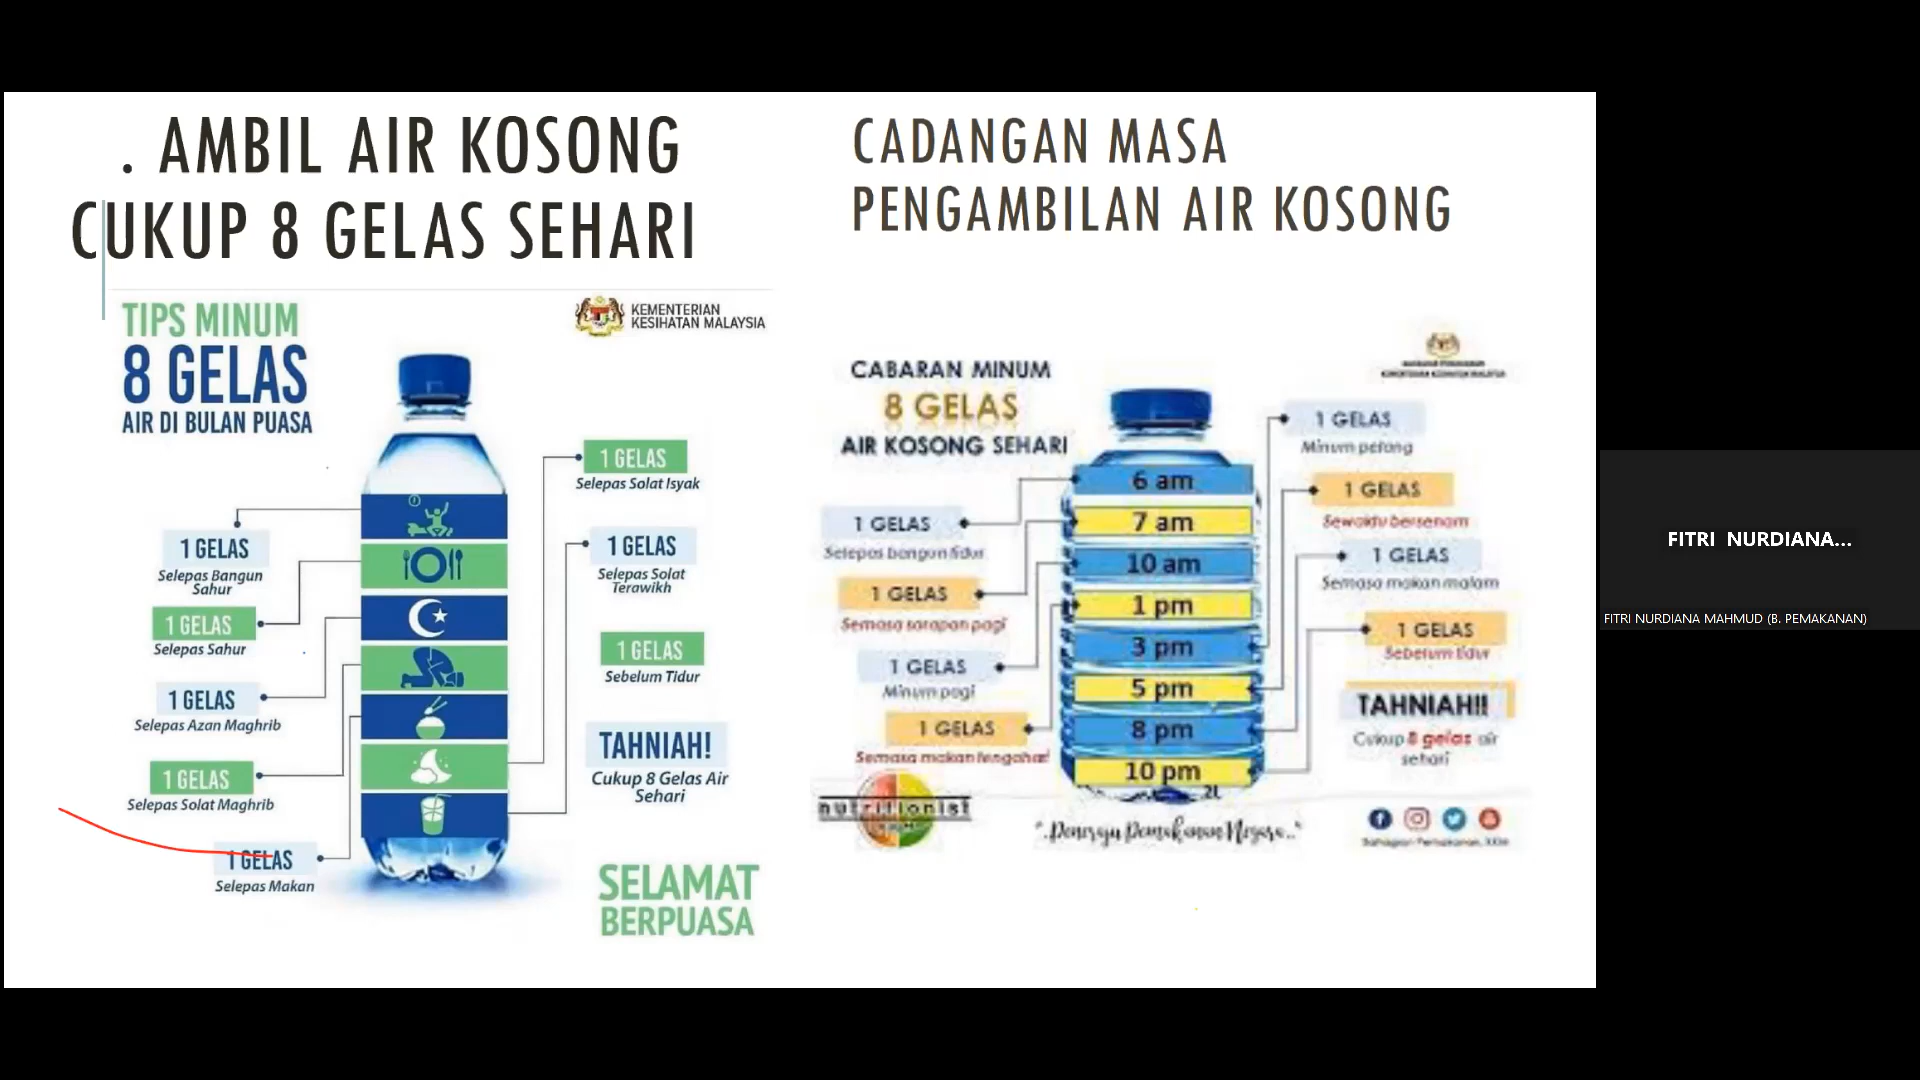 . AMBIL AIR KOSONG
CUKUP 8 GELAS SEHARI
TIPS MINUM
8 GELAS
AIR DI BULAN PUASA
KEMENTERIAN
KESIHATAN MALAYSIA
1 GELAS
Selepas Bangun
Sahur
1 GELAS
Selepas Sahur
1 GELAS
Selepas Azan Maghrib
1 GELAS
Selepas Solat Maghrib
1 GELAS
Selepas Makan
1 GELAS
Selepas Solat Isyak
1 GELAS
Selepas Solat
Terawikh
1 GELAS
Sebelum Tidur
TAHNIAH!
Cukup 8 Gelas Air
Sehari
SELAMAT
BERPUASA
CADANGAN MASA
PENGAMBILAN AIR KOSONG
CABARAN MINUM
8 GELAS
AIR KOSONG SEHARI
6 am
7 am
10 am
1 pm
3 pm
5 pm
8 pm
10 pm
2L
1 GELAS
Selepas bangun tidur
1 GELAS
Semasa sarapan pagi
1 GELAS
Minum pagi
1 GELAS
Semasa makan tengahari
1 GELAS
Minum petang
1 GELAS
Sewaktu bersenam
1 GELAS
Semasa makan malam
1 GELAS
Sebelum tidur
TAHNIAH!!
Cukup 8 gelas air
sehari
nutritionist
"..Peneraju Pemakanan Negara.."
FITRI NURDIANA...
FITRI NURDIANA MAHMUD (B. PEMAKANAN)